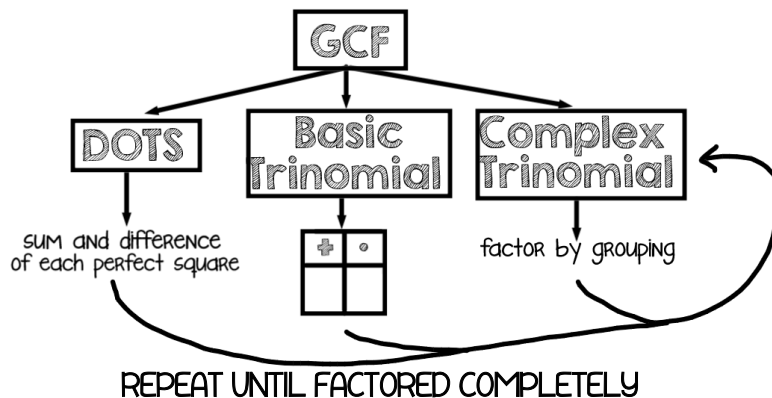 GCF
DOTS
Basic
Trinomial
Complex
Trinomial
sum and difference
of each perfect square
+ •
factor by grouping
REPEAT UNTIL FACTORED COMPLETELY